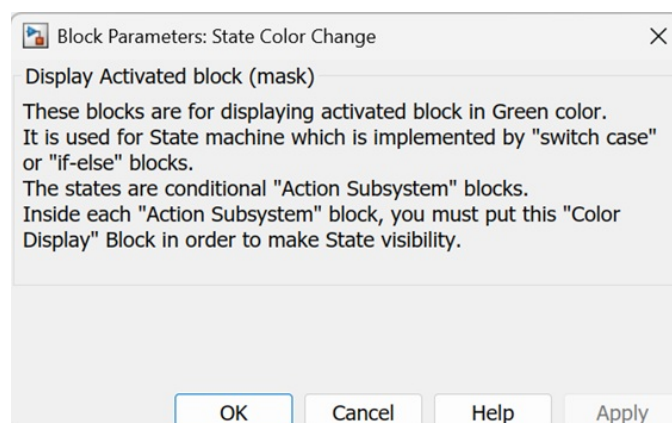 Block Parameters: State Color Change
Display Activated block (mask)
These blocks are for displaying activated block in Green color.
It is used for State machine which is implemented by "switch case"
or "if-else" blocks.
The states are conditional "Action Subsystem" blocks.
Inside each "Action Subsystem" block, you must put this "Color
Display" Block in order to make State visibility.
OK Cancel Help Apply